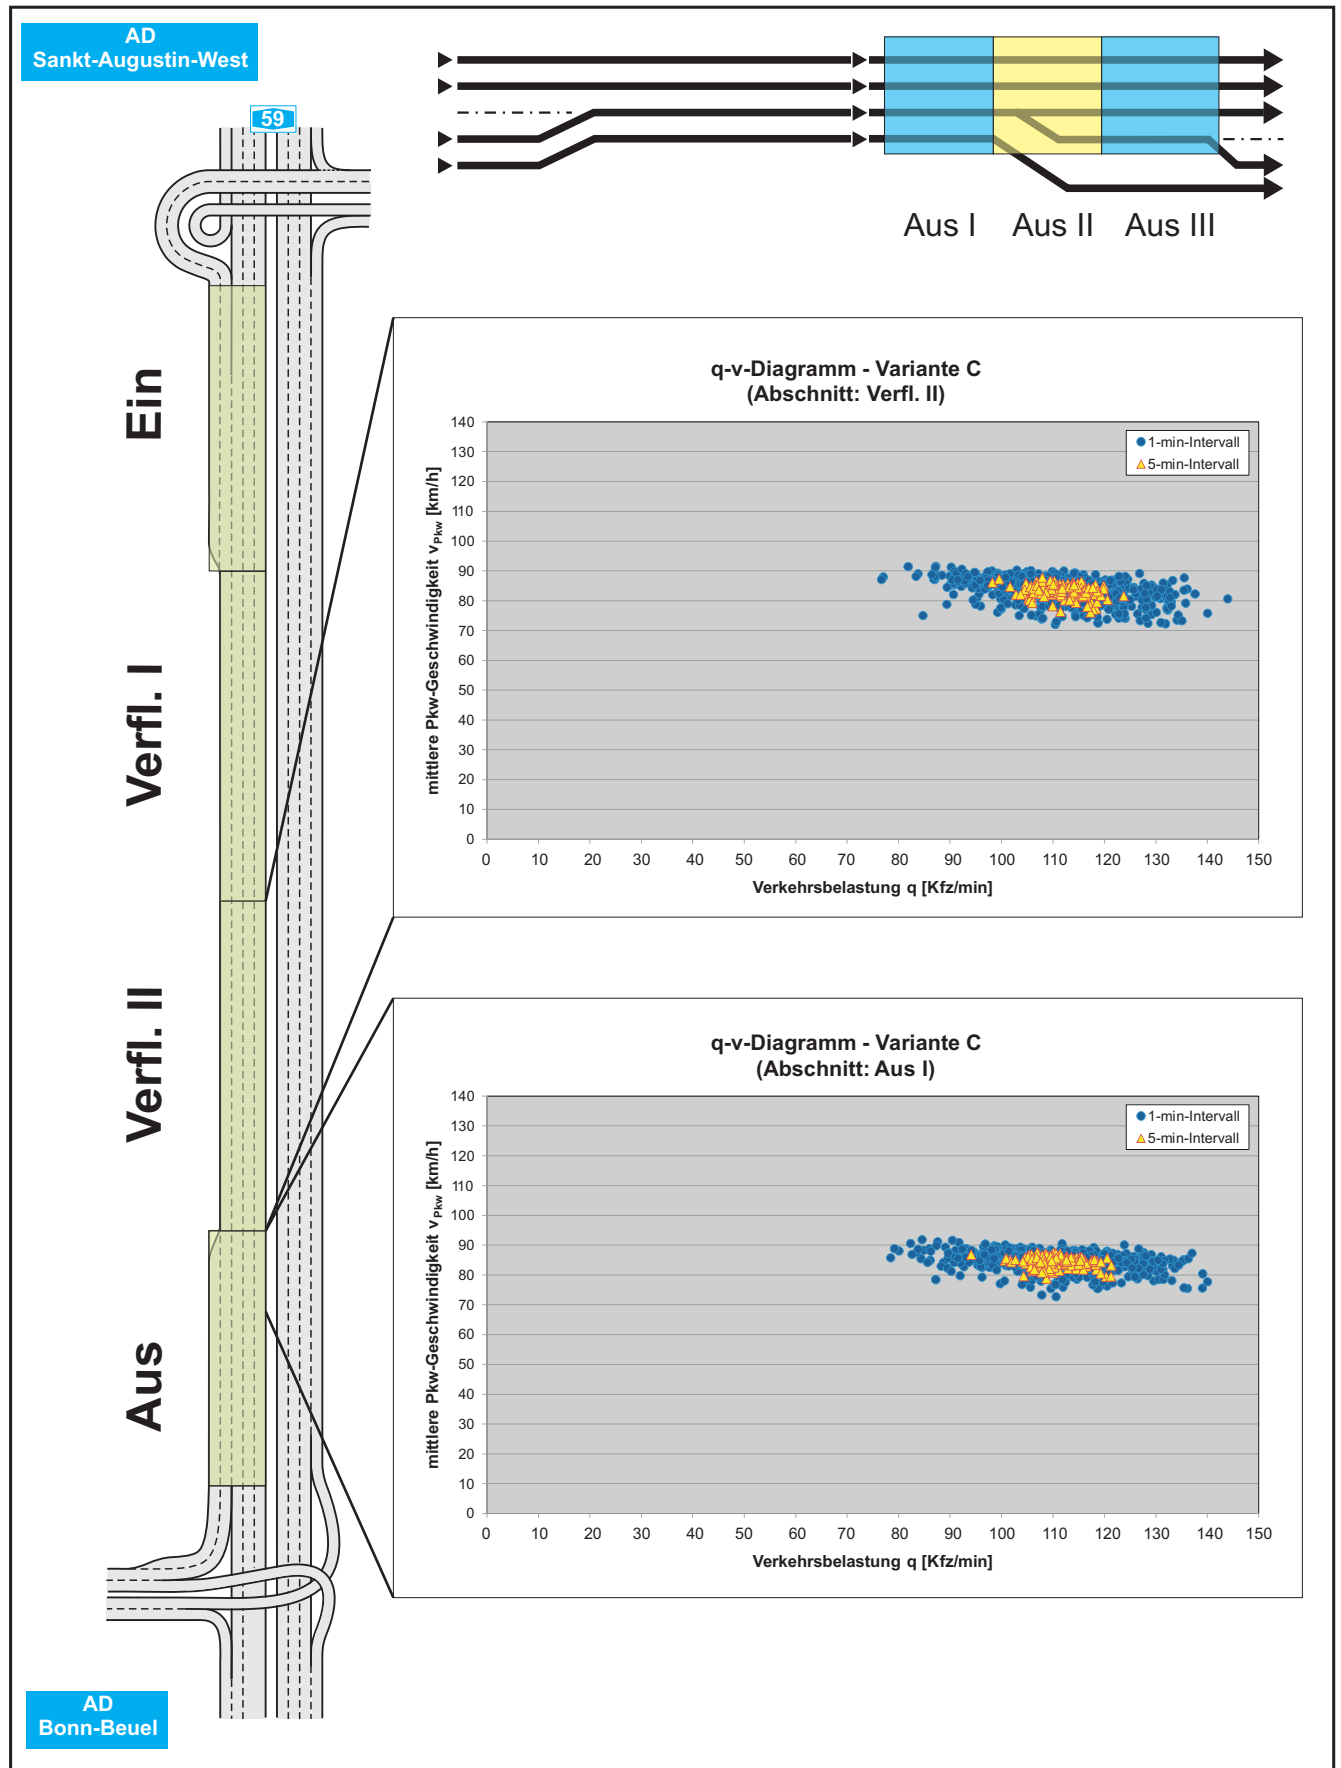 AD
Sankt-Augustin-West
59
Aus I Aus II Aus III
Ein
Verfl. I
Verfl. II
Aus
q-v-Diagramm - Variante C
(Abschnitt: Verfl. II)
mittlere Pkw-Geschwindigkeit vPkw [km/h]
140
130
120
110
100
90
80
70
60
50
40
30
20
10
0
1-min-Intervall
5-min-Intervall
0 10 20 30 40 50 60 70 80 90 100 110 120 130 140 150
Verkehrsbelastung q [Kfz/min]
q-v-Diagramm - Variante C
(Abschnitt: Aus I)
mittlere Pkw-Geschwindigkeit vPkw [km/h]
140
130
120
110
100
90
80
70
60
50
40
30
20
10
0
1-min-Intervall
5-min-Intervall
0 10 20 30 40 50 60 70 80 90 100 110 120 130 140 150
Verkehrsbelastung q [Kfz/min]
AD
Bonn-Beuel